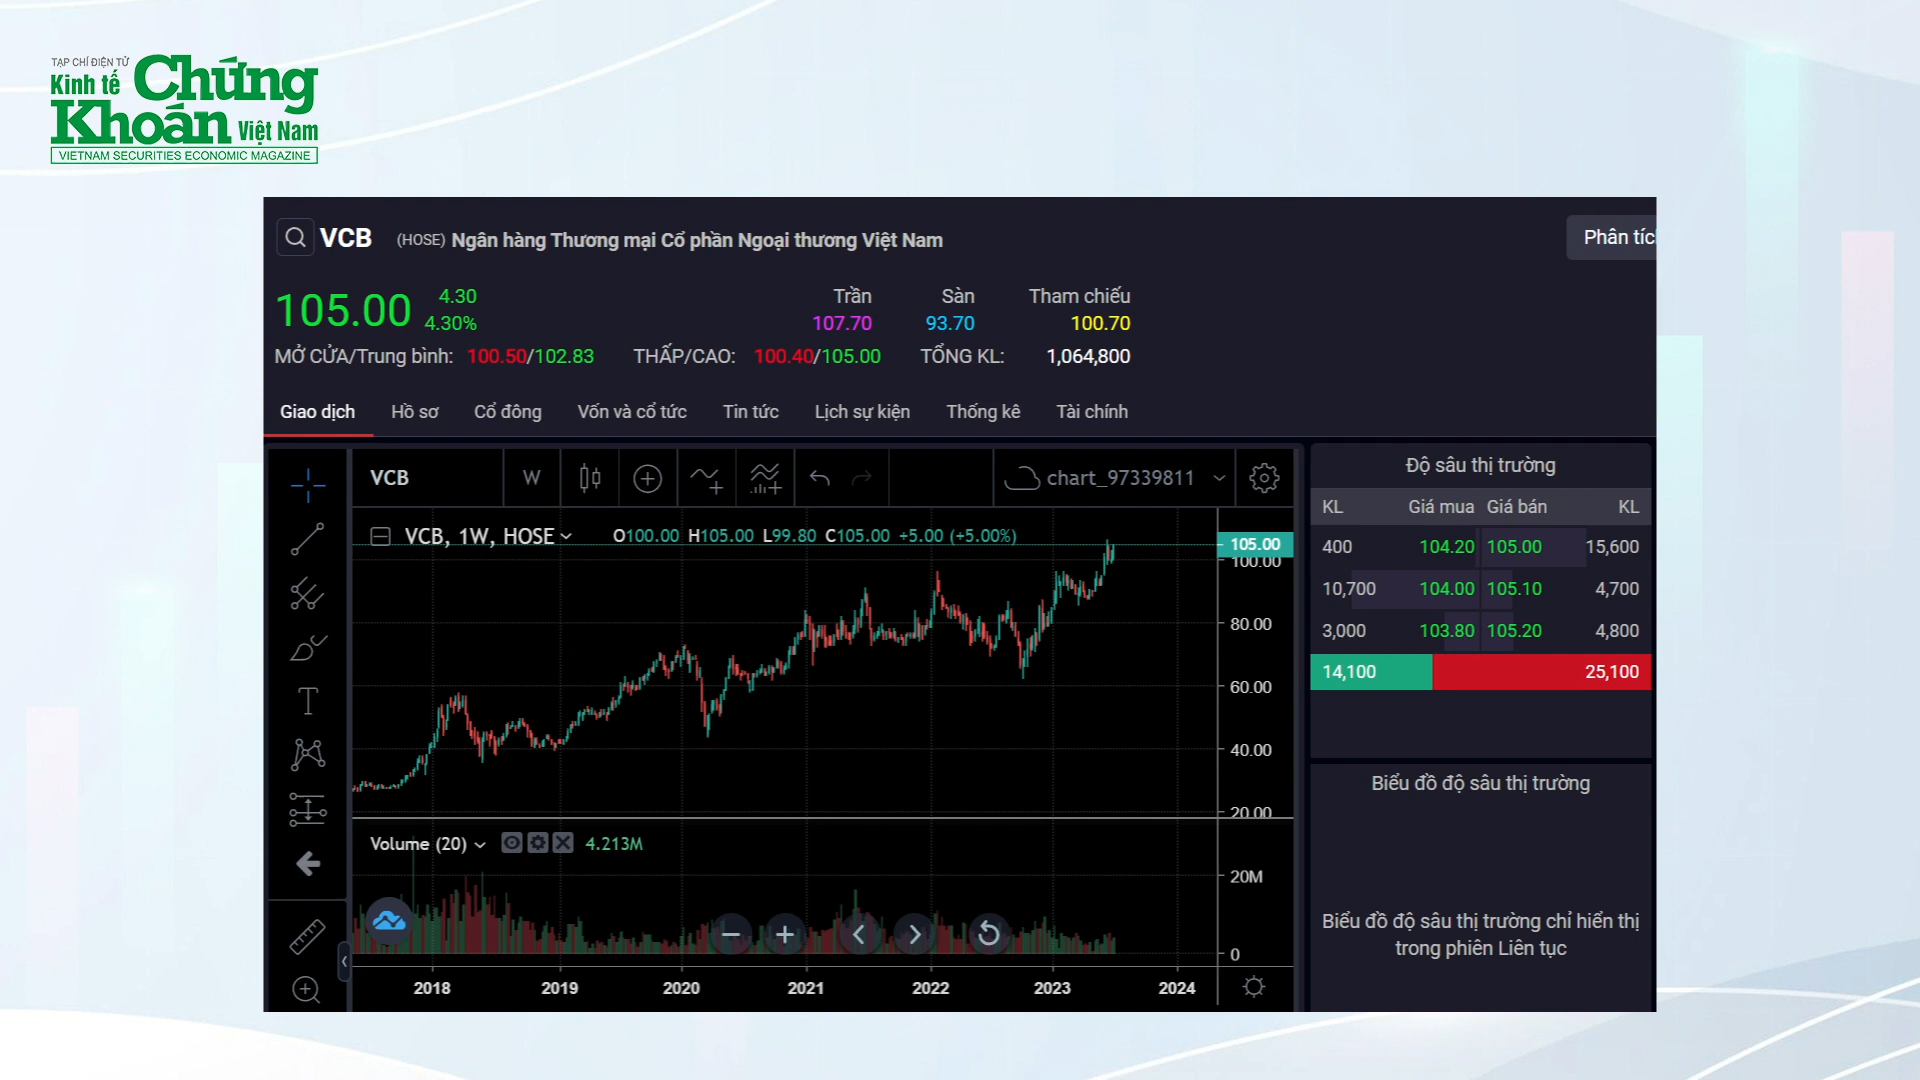 TẠP CHÍ ĐIỆN TỬ
Kinh tế Chứng
Khoán Việt Nam
VIETNAM SECURITIES ECONOMIC MAGAZINE
VCB (HOSE) Ngân hàng Thương mại Cổ phần Ngoại thương Việt Nam
Phân tíc
105.00 4.30
4.30%
Trần Sàn Tham chiếu
107.70 93.70 100.70
MỞ CỬA/Trung bình: 100.50/102.83 THẤP/CAO: 100.40/105.00 TỔNG KL: 1,064,800
Giao dịch Hồ sơ Cổ đông Vốn và cổ tức Tin tức Lịch sự kiện Thống kê Tài chính
VCB W chart_97339811
VCB, 1W, HOSE O100.00 H105.00 L99.80 C105.00 +5.00 (+5.00%)
105.00
100.00
80.00
60.00
40.00
20.00
Volume (20) 4.213M
20M
0
2018 2019 2020 2021 2022 2023 2024
Độ sâu thị trường
KL Giá mua Giá bán KL
400 104.20 105.00 15,600
10,700 104.00 105.10 4,700
3,000 103.80 105.20 4,800
14,100 25,100
Biểu đồ độ sâu thị trường
Biểu đồ độ sâu thị trường chỉ hiển thị
trong phiên Liên tục